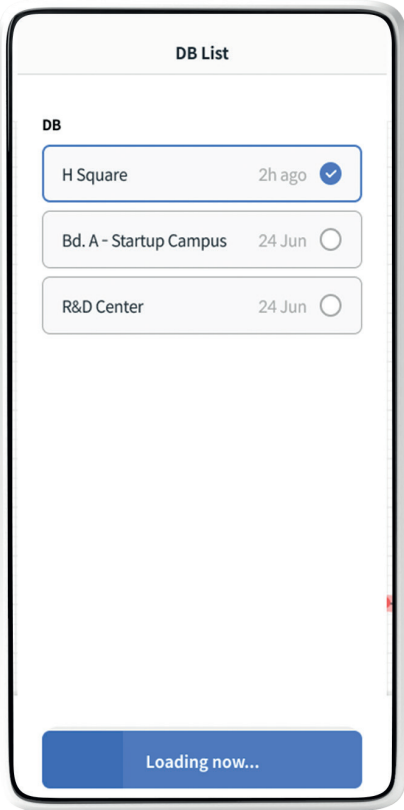 DB List
DB
H Square 2h ago
Bd. A - Startup Campus 24 Jun
R&D Center 24 Jun
Loading now...